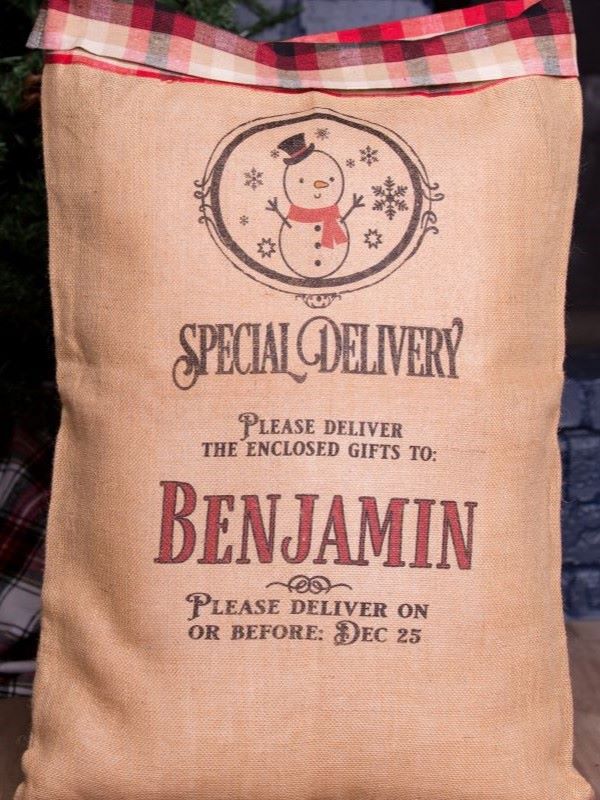 SPECIAL DELIVERY
PLEASE DELIVER
THE ENCLOSED GIFTS TO:
BENJAMIN
PLEASE DELIVER ON
OR BEFORE: DEC 25